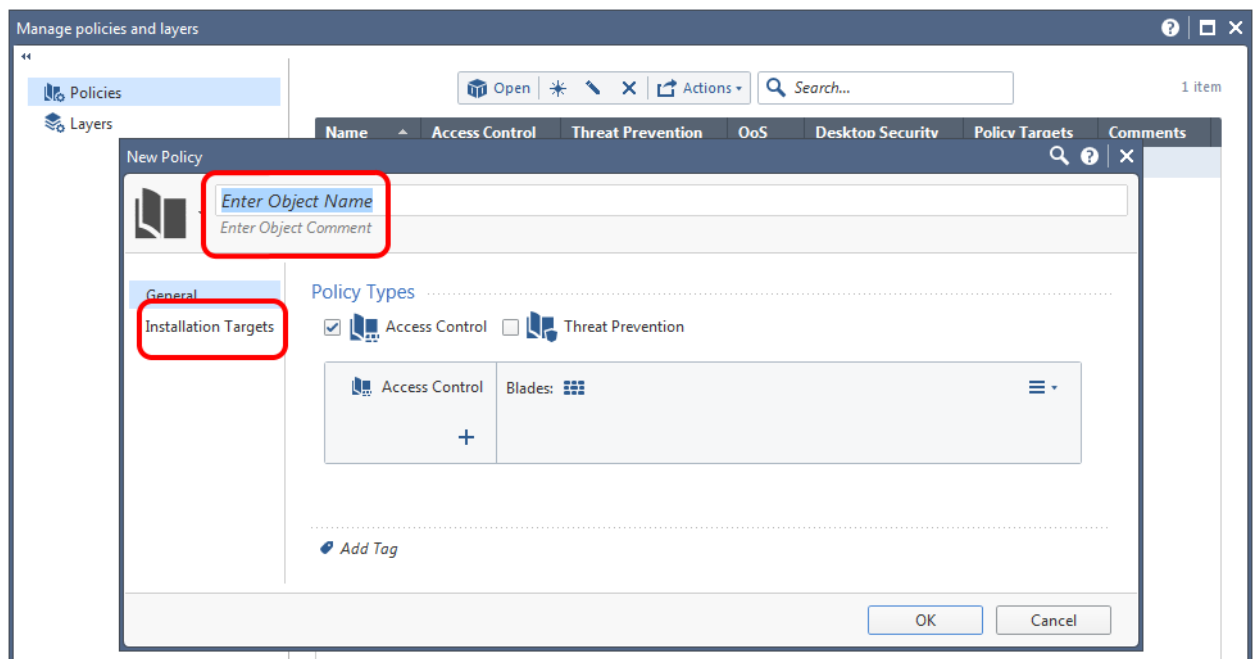 Manage policies and layers
Policies
Layers
Open
Actions
Search...
1 item
Name Access Control Threat Prevention QoS Desktop Security Policy Targets Comments
New Policy
Enter Object Name
Enter Object Comment
General
Installation Targets
Policy Types
Access Control Threat Prevention
Access Control Blades:
Add Tag
OK Cancel